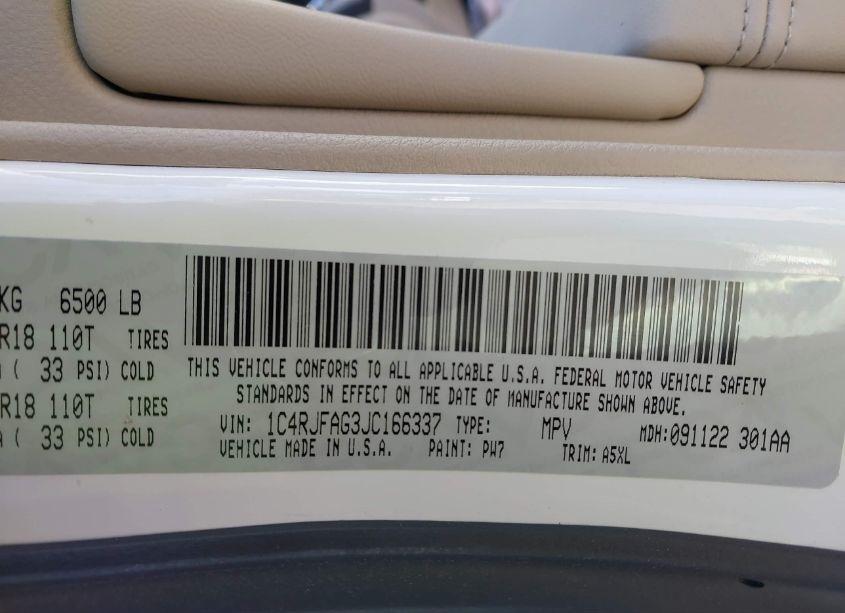 KG 6500 LB
R18 110T TIRES
( 33 PSI) COLD
R18 110T TIRES
( 33 PSI) COLD
THIS VEHICLE CONFORMS TO ALL APPLICABLE U.S.A. FEDERAL MOTOR VEHICLE SAFETY
STANDARDS IN EFFECT ON THE DATE OF MANUFACTURE SHOWN ABOVE.
VIN: 1C4RJFAG3JC166337 TYPE: MPV MDH:091122 301AA
VEHICLE MADE IN U.S.A. PAINT: PW7 TRIM: A5XL